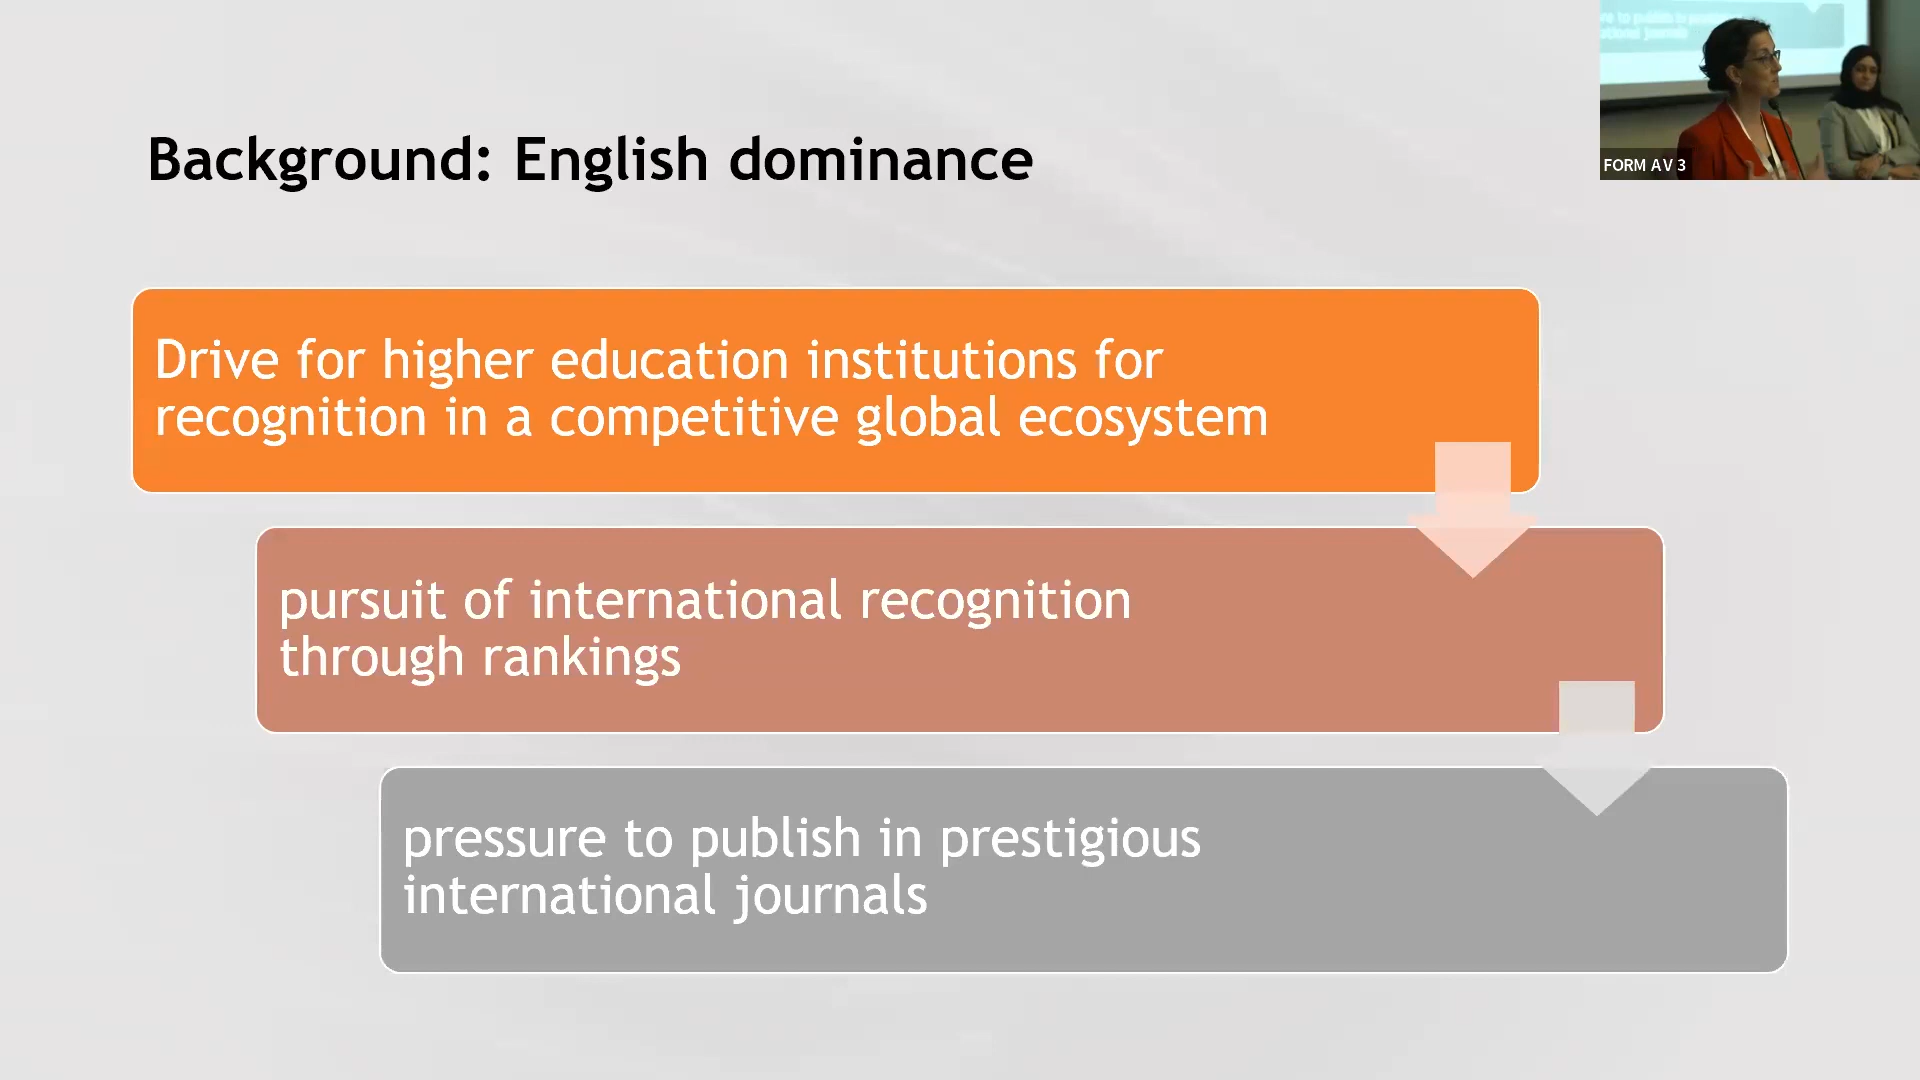 Background: English dominance
Drive for higher education institutions for
recognition in a competitive global ecosystem
pursuit of international recognition
through rankings
pressure to publish in prestigious
international journals
FORM AV 3